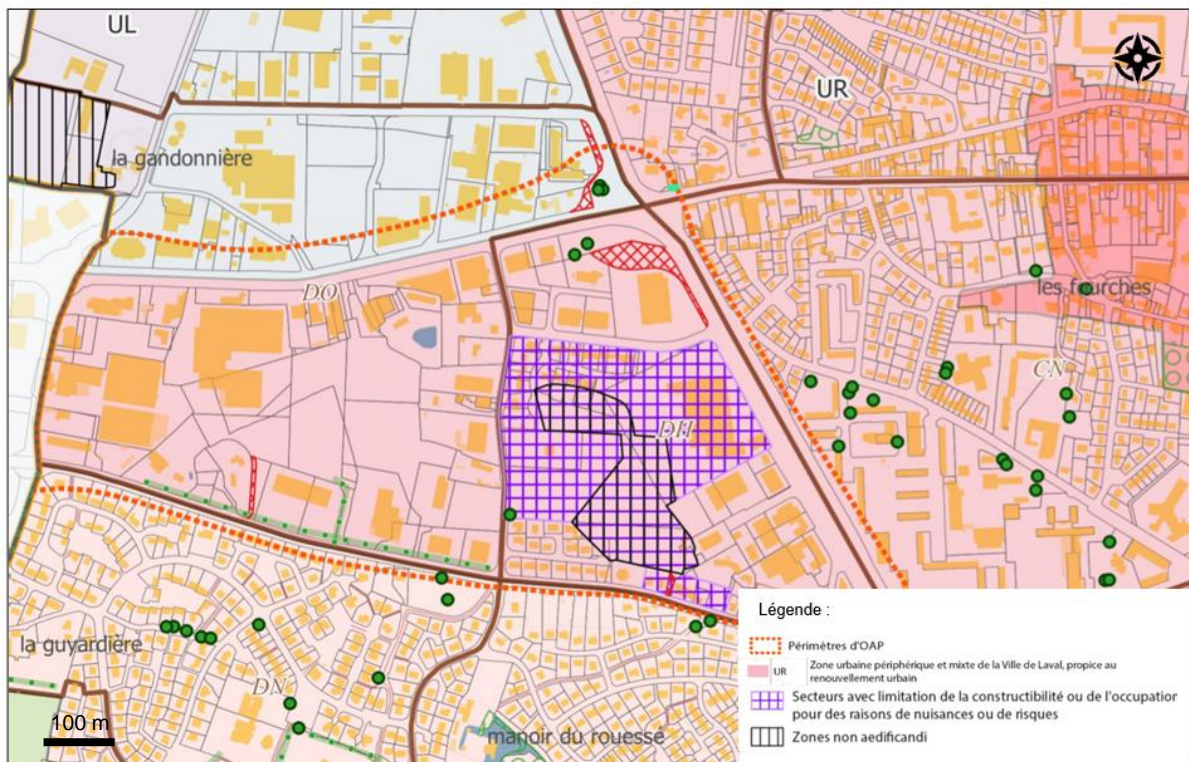 UL
UR
la gandonnière
DO
les fourches
CN
DH
la guyardière
DN
100 m
manoir du rouessé
Légende :
Périmètres d'OAP
UR Zone urbaine périphérique et mixte de la Ville de Laval, propice au
renouvellement urbain
Secteurs avec limitation de la constructibilité ou de l'occupation
pour des raisons de nuisances ou de risques
Zones non aedificandi